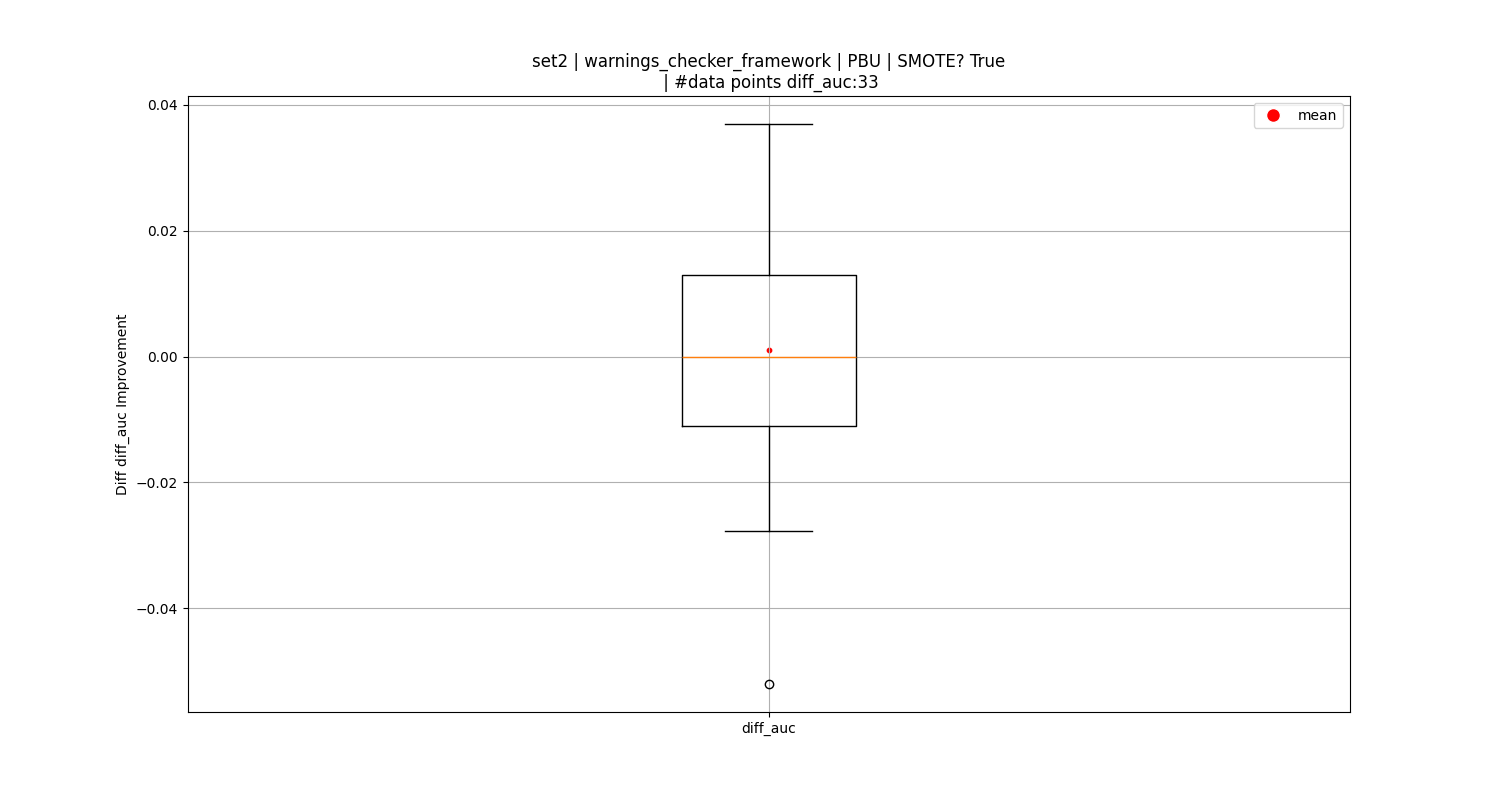 set2 | warnings_checker_framework | PBU | SMOTE? True
| #data points diff_auc:33
mean
0.04
0.02
0.00
−0.02
−0.04
Diff diff_auc Improvement
diff_auc